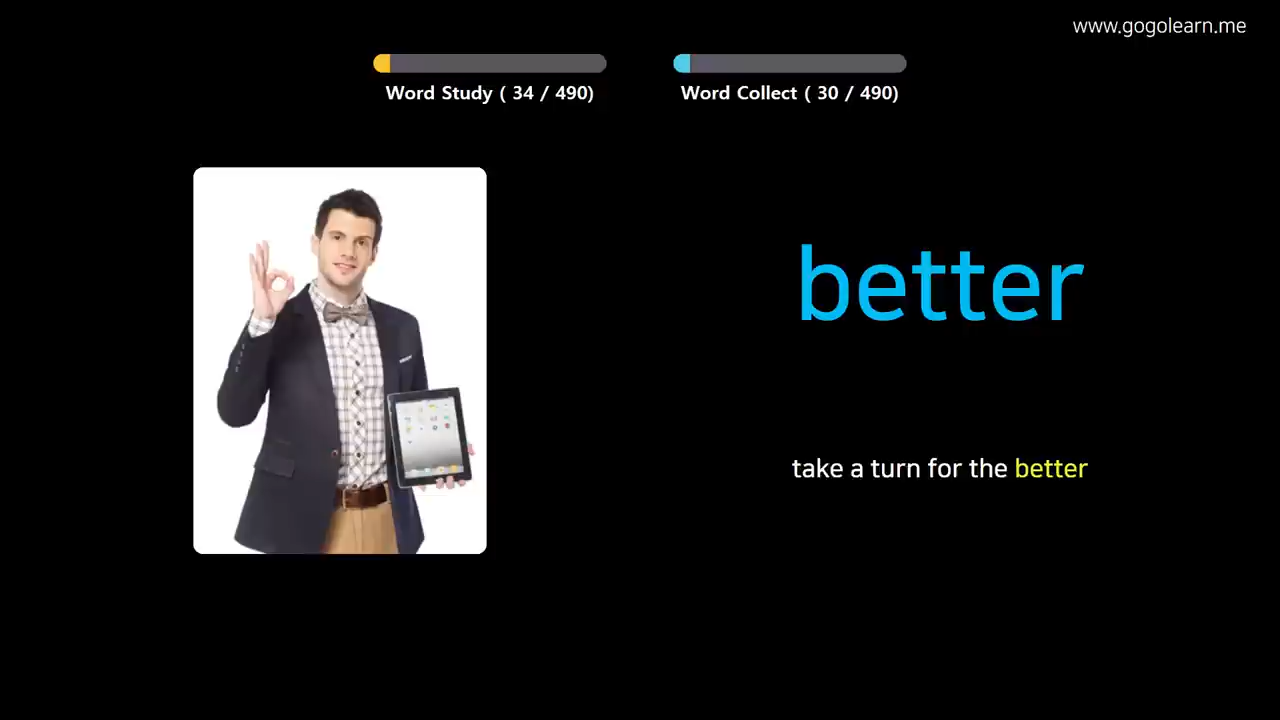 www.gogolearn.me
Word Study ( 34 / 490)
Word Collect ( 30 / 490)
better
take a turn for the better